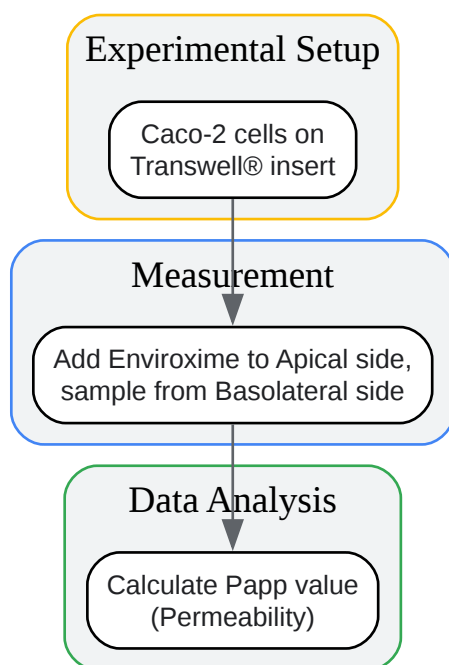 Experimental Setup
Caco-2 cells on
Transwell® insert
Measurement
Add Enviroxime to Apical side,
sample from Basolateral side
Data Analysis
Calculate Papp value
(Permeability)